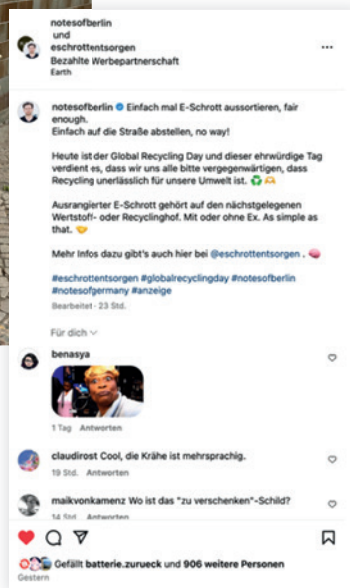 notesofberlin
und
eschrottentsorgen
Bezahlte Werbepartnerschaft
Earth
notesofberlin Einfach mal E-Schrott aussortieren, fair
enough.
Einfach auf die Straße abstellen, no way!
Heute ist der Global Recycling Day und dieser ehrwürdige Tag
verdient es, dass wir uns alle bitte vergegenwärtigen, dass
Recycling unerlässlich für unsere Umwelt ist. ♻️🫶
Ausrangierter E-Schrott gehört auf den nächstgelegenen
Wertstoff- oder Recyclinghof. Mit oder ohne Ex. As simple as
that. 🤝
Mehr Infos dazu gibt's auch hier bei @eschrottentsorgen . 🧠
#eschrottentsorgen #globalrecyclingday #notesofberlin
#notesofgermany #anzeige
Bearbeitet · 23 Std.
Für dich
benasya
1 Tag Antworten
claudirost Cool, die Krähe ist mehrsprachig.
19 Std. Antworten
maikvonkamenz Wo ist das "zu verschenken"-Schild?
14 Std. Antworten
Gefällt batterie.zurueck und 906 weitere Personen
Gestern